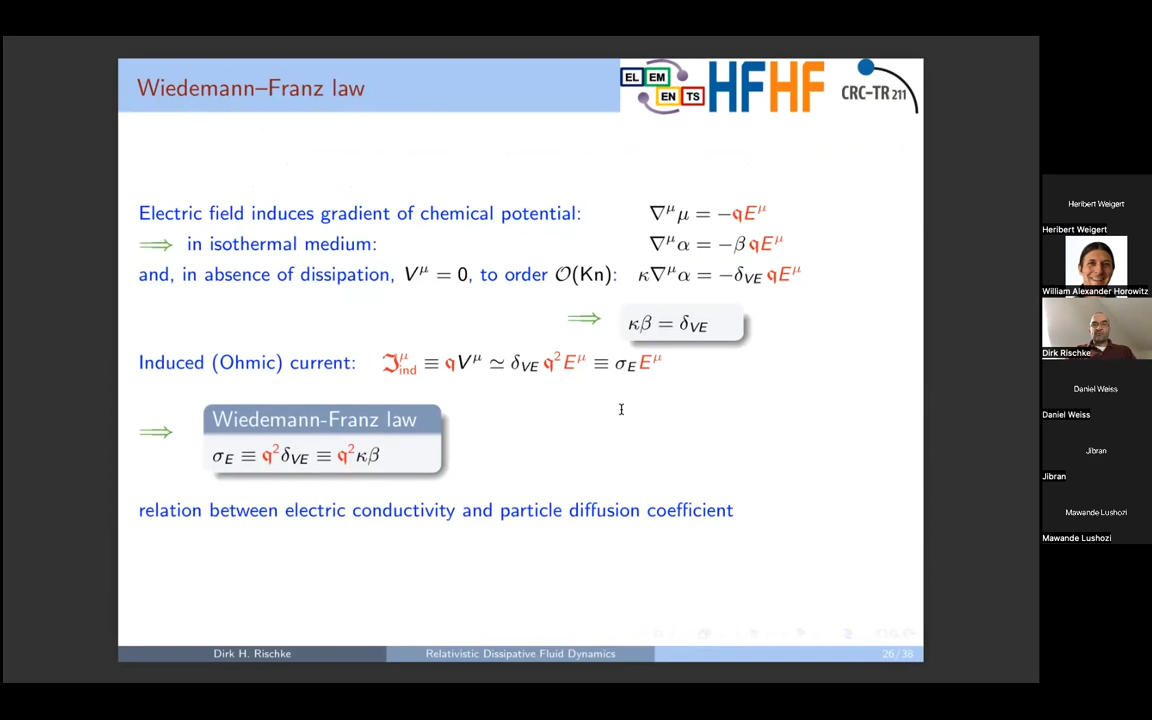 Wiedemann–Franz law
EL EM EN TS
HFHF
CRC-TR 211
Electric field induces gradient of chemical potential: ∇^μ μ = −𝔮E^μ
⟹ in isothermal medium: ∇^μ α = −β 𝔮E^μ
and, in absence of dissipation, V^μ = 0, to order 𝒪(Kn): κ∇^μ α = −δ_VE 𝔮E^μ
⟹ κβ = δ_VE
Induced (Ohmic) current: 𝔍^μ_ind ≡ 𝔮V^μ ≃ δ_VE 𝔮^2 E^μ ≡ σ_E E^μ
⟹ Wiedemann-Franz law
σ_E ≡ 𝔮^2 δ_VE ≡ 𝔮^2 κβ
relation between electric conductivity and particle diffusion coefficient
Dirk H. Rischke
Relativistic Dissipative Fluid Dynamics
26/38
Heribert Weigert
Heribert Weigert
William Alexander Horowitz
Dirk Rischke
Daniel Weiss
Daniel Weiss
Jibran
Jibran
Mawande Lushozi
Mawande Lushozi